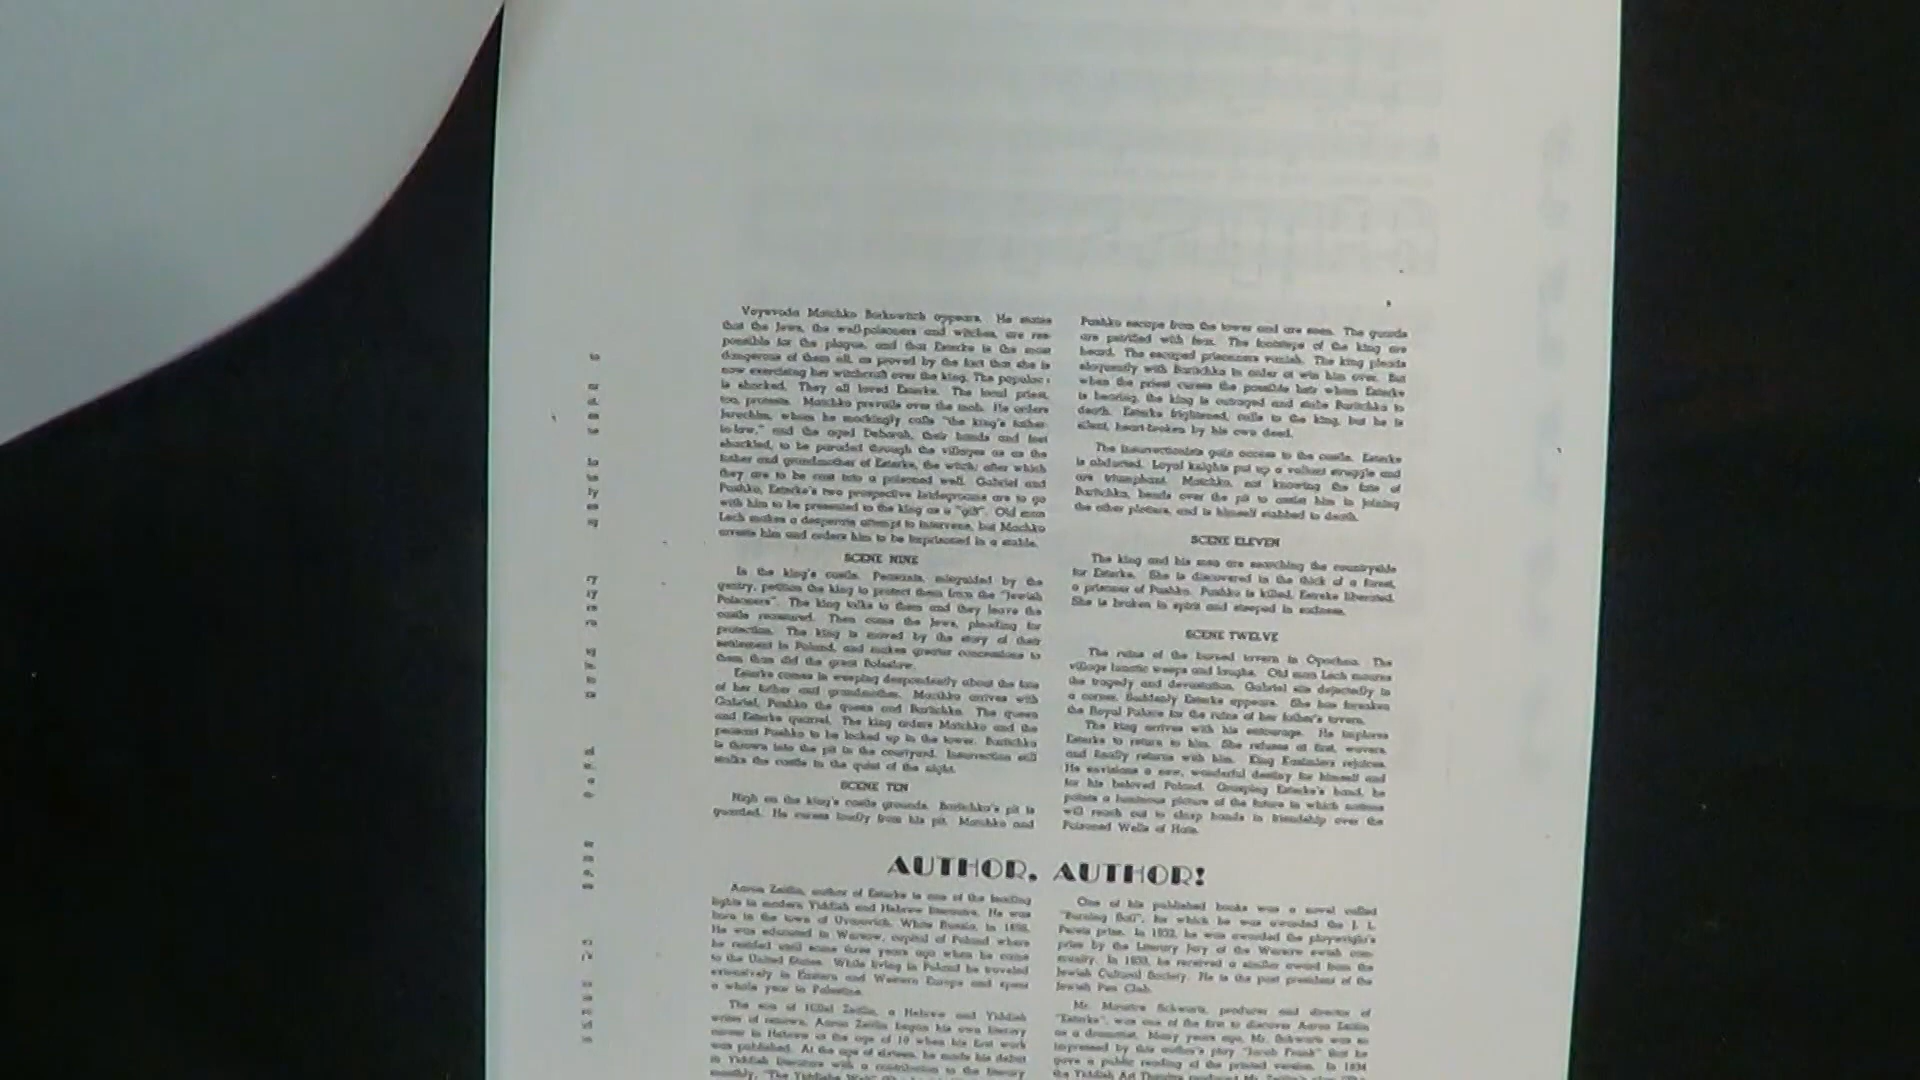 Voyevoda Matchko Borkowitch appears. He states
that the Jews, the well-poisoners and witches, are res-
ponsible for the plague, and that Esterke is the most
dangerous of them all, as proved by the fact that she is
now exercising her witchcraft over the king. The populace
is shocked. They all loved Esterke. The local priest,
too, protests. Matchko prevails over the mob. He orders
Jeruchim, whom he mockingly calls "the king's father-
in-law," and the aged Deborah, their hands and feet
shackled, to be paraded through the villages as as the
father and grandmother of Esterke, the witch; after which
they are to be cast into a poisoned well. Gabriel and
Pushko, Esterke's two prospective bridegrooms are to go
with him to be presented to the king as a "gift". Old man
Lech makes a desperate attempt to intervene, but Machko
arrests him and orders him to be imprisoned in a stable.
SCENE NINE
In the king's castle. Peasants, misguided by the
gentry, petition the king to protect them from the "Jewish
Poisoners". The king talks to them and they leave the
castle reassured. Then come the Jews, pleading for
protection. The king is moved by the story of their
settlement in Poland, and makes greater concessions to
them than did the great Boleslaw.
Esterke comes in weeping despondently about the fate
of her father and grandmother. Matchko arrives with
Gabriel, Pushko the queen and Baritchka. The queen
and Esterke quarrel. The king orders Matchko and the
peasant Pushko to be locked up in the tower. Baritchka
is thrown into the pit in the courtyard. Insurrection still
stalks the castle in the quiet of the night.
SCENE TEN
High on the king's castle grounds. Baritchka's pit is
guarded. He curses loudly from his pit. Matchko and
Pushko escape from the tower and are seen. The guards
are petrified with fear. The footsteps of the king are
heard. The escaped prisoners vanish. The king pleads
eloquently with Baritchka in order ot win him over. But
when the priest curses the possible heir whom Esterke
is bearing, the king is outraged and stabs Baritchka to
death. Esterke frightened, calls to the king, but he is
silent, heart-broken by his own deed.
The insurrectionists gain access to the castle. Esterke
is abducted. Loyal knights put up a valiant struggle and
are triumphant. Matchko, not knowing the fate of
Baritchka, bends over the pit to assist him in joining
the other plotters, and is himself stabbed to death.
SCENE ELEVEN
The king and his men are searching the countryside
for Esterke. She is discovered in the thick of a forest,
a prisoner of Pushko. Pushko is killed, Estreke liberated.
She is broken in spirit and steeped in sadness.
SCENE TWELVE
The ruins of the burned tavern in Opochna. The
village lunatic weeps and laughs. Old man Lech mourns
the tragedy and devastation. Gabriel sits dejectedly in
a corner. Suddenly Esterke appears. She has forsaken
the Royal Palace for the ruins of her father's tavern.
The king arrives with his entourage. He implores
Esterke to return to him. She refuses at first, wavers,
and finally returns with him. King Kasimierz rejoices.
He envisions a new, wonderful destiny for himself and
for his beloved Poland. Grasping Esterke's hand, he
paints a luminous picture of the future in which nations
will reach out to clasp hands in friendship over the
Poisoned Wells of Hate.
AUTHOR, AUTHOR!
Aaron Zeitlin, author of Esterke is one of the leading
lights in modern Yiddish and Hebrew literature. He was
born in the town of Uvarovich, White Russia, in 1898.
He was educated in Warsaw, capitol of Poland where
he resided until some three years ago when he came
to the United States. While living in Poland he traveled
extensively in Eastern and Western Europe and spent
a whole year in Palestine.
The son of Hillel Zeitlin, a Hebrew and Yiddish
writer of renown, Aaron Zeitlin began his own literary
career in Hebrew at the age of 10 when his first work
was published. At the age of sixteen, he made his debut
in Yiddish literature with a contribution to the literary
monthly, "The Yiddishe Welt"
One of his published books was a novel called
"Burning Soil", for which he was awarded the J. L.
Peretz prize. In 1932, he was awarded the playwright's
prize by the Literary Jury of the Warsaw ewish com-
munity. In 1933, he received a similar award from the
Jewish Cultural Society. He is the past president of the
Jewish Pen Club.
Mr. Maurice Schwartz, producer and director of
"Esterke", was one of the first to discover Aaron Zeitlin
as a dramatist. Many years ago, Mr. Schwartz was so
impressed by this author's play "Jacob Frank" that he
gave a public reading of the printed version. In 1934
the Yiddish Art Theatre produced Mr. Zeitlin's